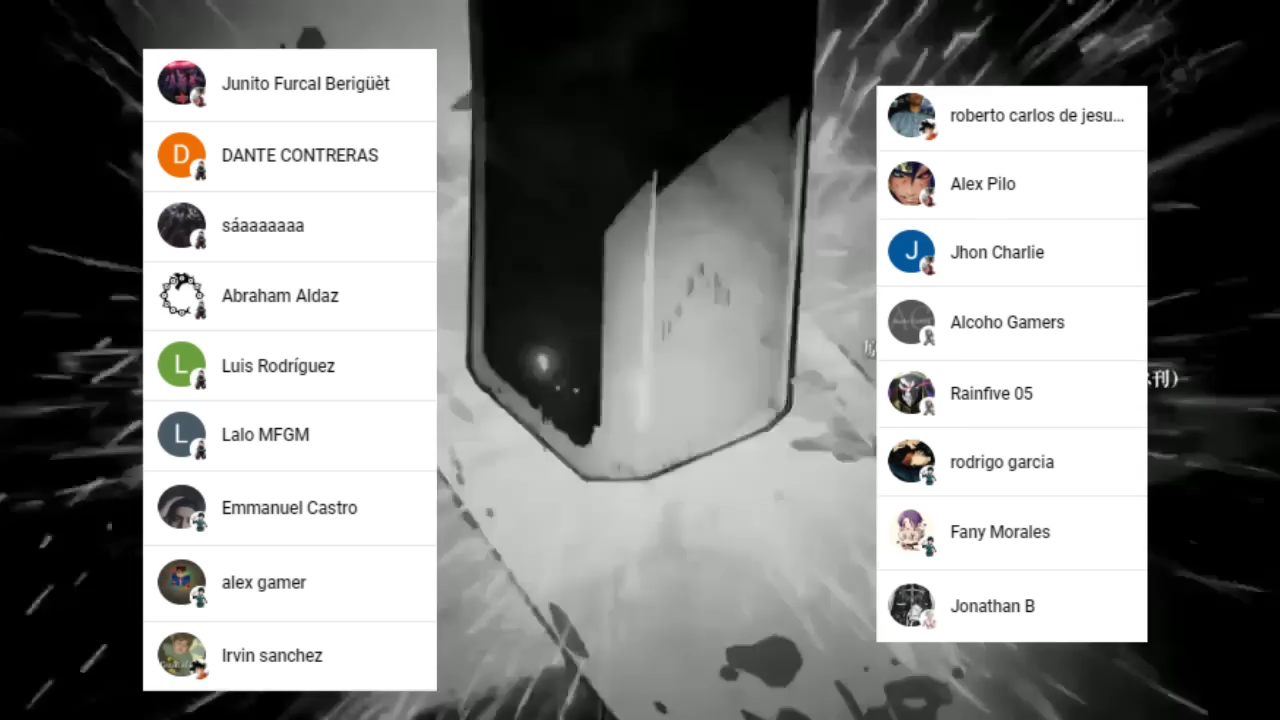 Junito Furcal Berigüèt
D
DANTE CONTRERAS
sáaaaaaaa
Abraham Aldaz
L
Luis Rodríguez
L
Lalo MFGM
Emmanuel Castro
alex gamer
Irvin sanchez
roberto carlos de jesu...
Alex Pilo
J
Jhon Charlie
Alcoho Gamers
Rainfive 05
rodrigo garcia
Fany Morales
Jonathan B
刊)